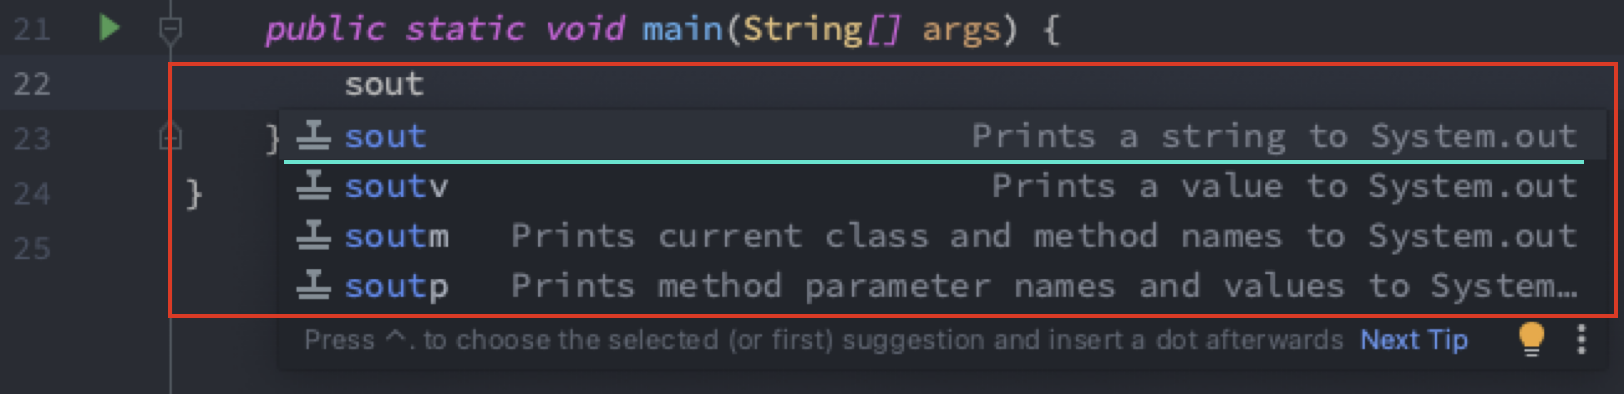 21 public static void main(String[] args) {
22 sout
23 }
sout Prints a string to System.out
24 }
soutv Prints a value to System.out
soutm Prints current class and method names to System.out
25
soutp Prints method parameter names and values to System…
Press ^. to choose the selected (or first) suggestion and insert a dot afterwards Next Tip